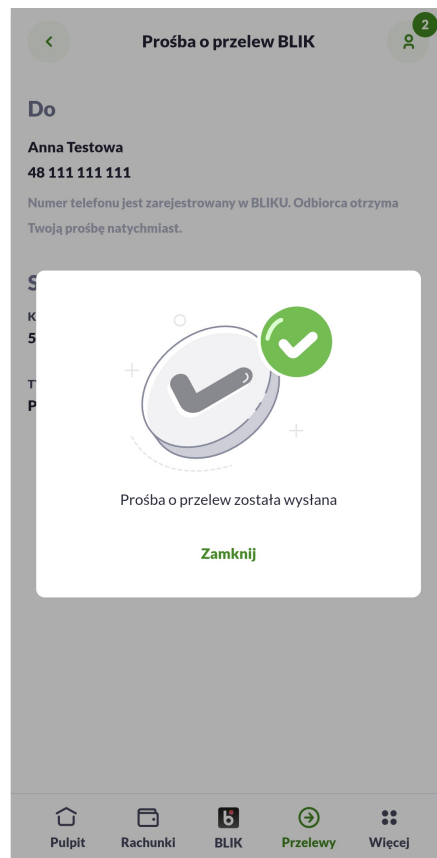 Prośba o przelew BLIK
2
Do
Anna Testowa
48 111 111 111
Numer telefonu jest zarejestrowany w BLIKU. Odbiorca otrzyma
Twoją prośbę natychmiast.
S
K
5
P
Prośba o przelew została wysłana
Zamknij
Pulpit
Rachunki
BLIK
Przelewy
Więcej